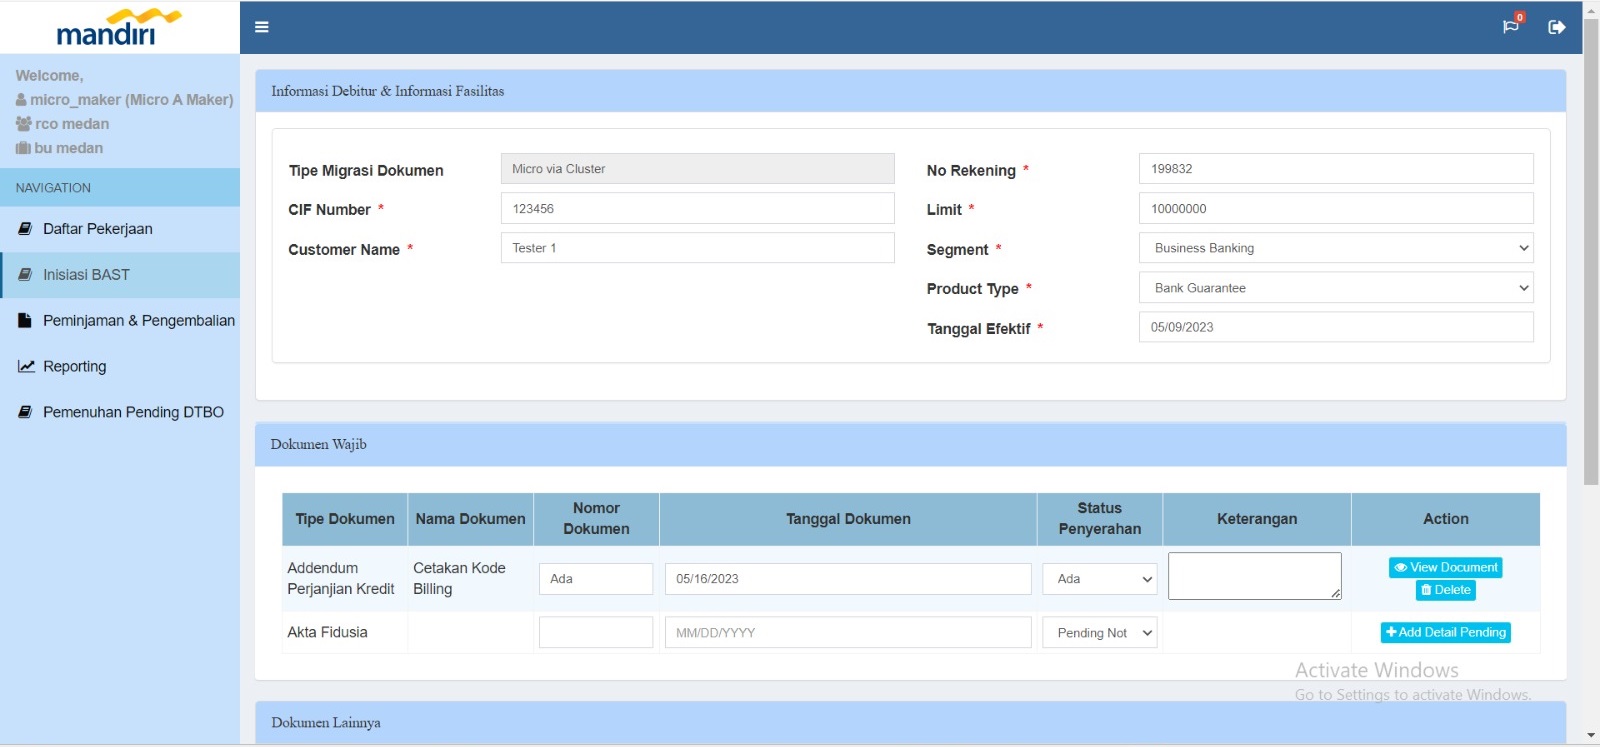 mandiri
0
Welcome,
micro_maker (Micro A Maker)
rco medan
bu medan
NAVIGATION
Daftar Pekerjaan
Inisiasi BAST
Peminjaman & Pengembalian
Reporting
Pemenuhan Pending DTBO
Informasi Debitur & Informasi Fasilitas
Tipe Migrasi Dokumen Micro via Cluster
CIF Number * 123456
Customer Name * Tester 1
No Rekening * 199832
Limit * 10000000
Segment * Business Banking
Product Type * Bank Guarantee
Tanggal Efektif * 05/09/2023
Dokumen Wajib
Tipe Dokumen Nama Dokumen Nomor Dokumen Tanggal Dokumen Status Penyerahan Keterangan Action
Addendum Perjanjian Kredit Cetakan Kode Billing Ada 05/16/2023 Ada View Document Delete
Akta Fidusia MM/DD/YYYY Pending Not Add Detail Pending
Activate Windows
Go to Settings to activate Windows.
Dokumen Lainnya